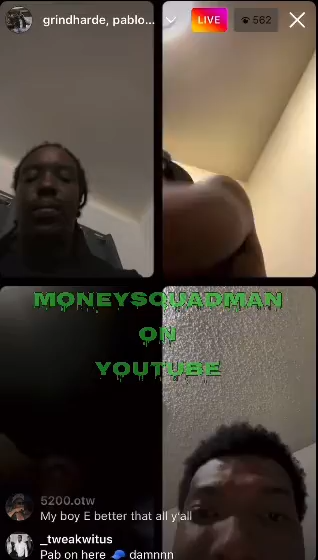 grindharde, pablo...
LIVE
562
MONEYSQUADMAN
ON
YOUTUBE
5200.otw
My boy E better that all y'all
_tweakwitus
Pab on here 🧢 damnnn